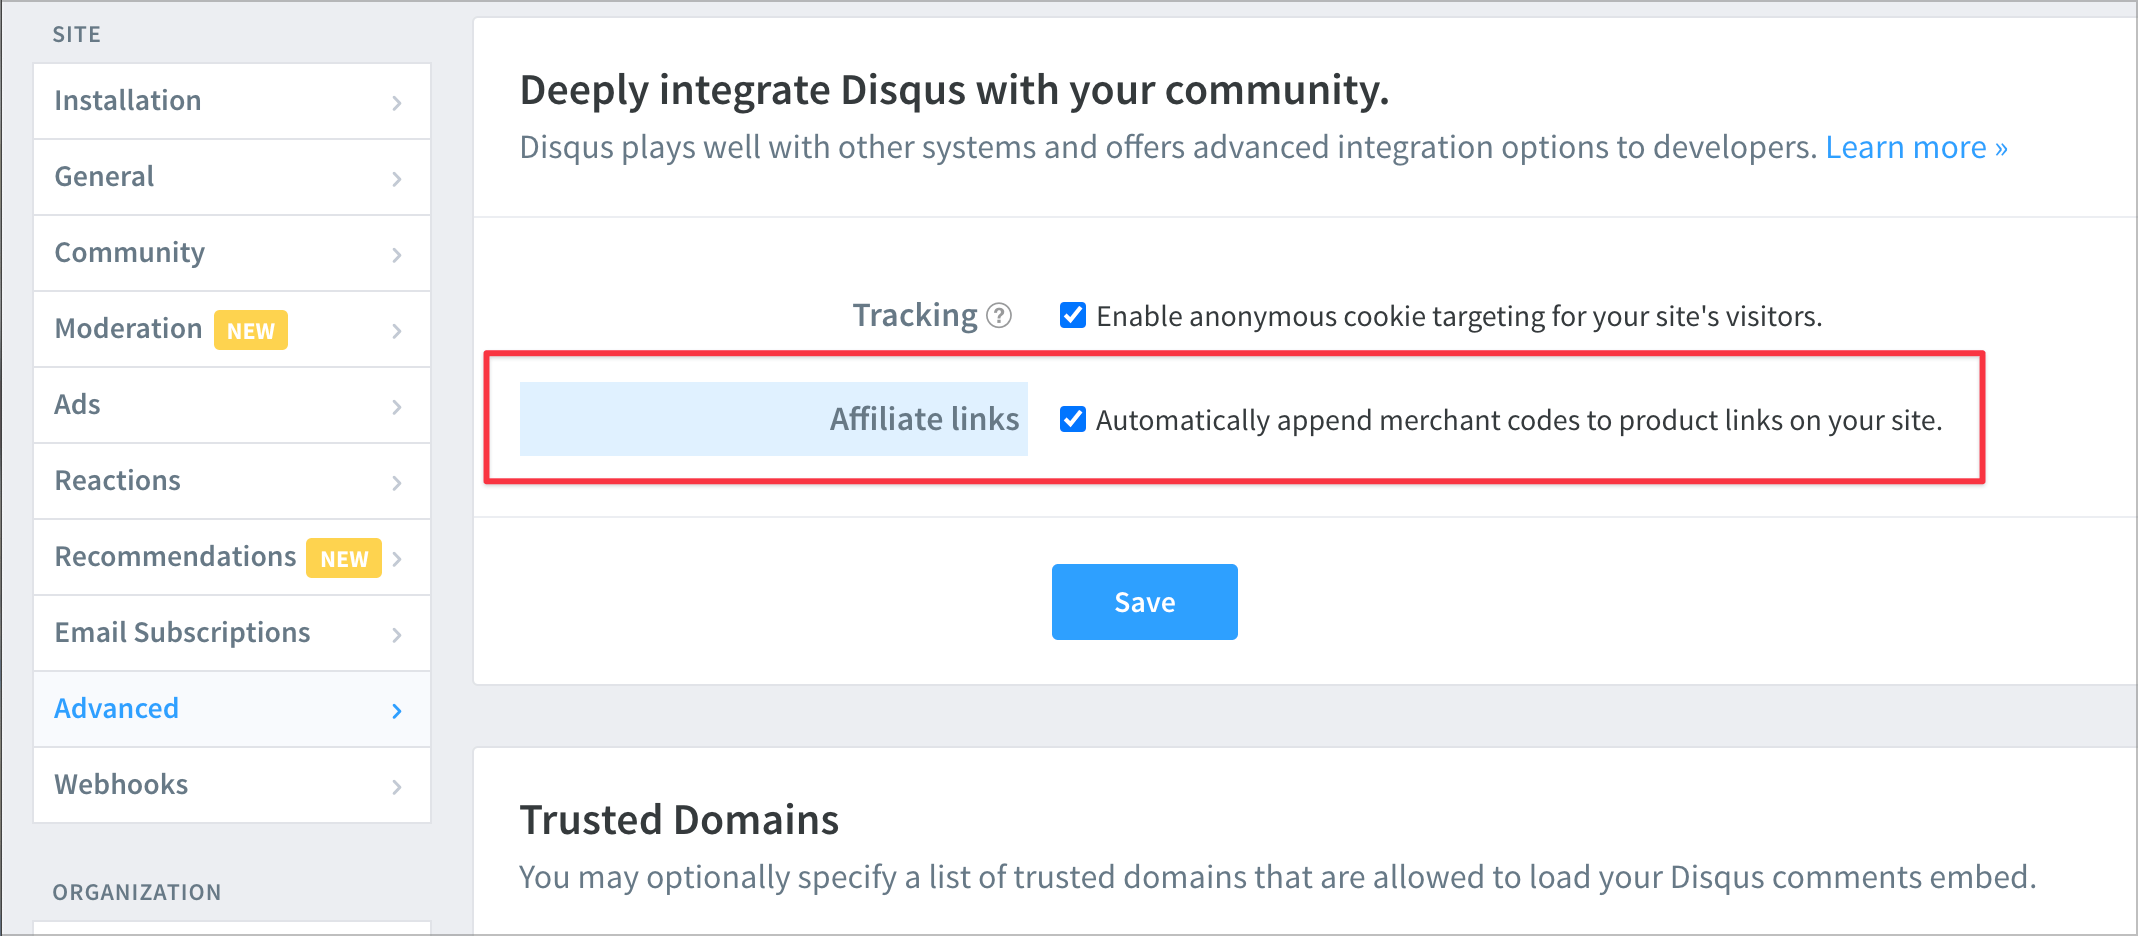 SITE
Installation
General
Community
Moderation NEW
Ads
Reactions
Recommendations NEW
Email Subscriptions
Advanced
Webhooks
ORGANIZATION
Deeply integrate Disqus with your community.
Disqus plays well with other systems and offers advanced integration options to developers. Learn more »
Tracking ? Enable anonymous cookie targeting for your site's visitors.
Affiliate links Automatically append merchant codes to product links on your site.
Save
Trusted Domains
You may optionally specify a list of trusted domains that are allowed to load your Disqus comments embed.